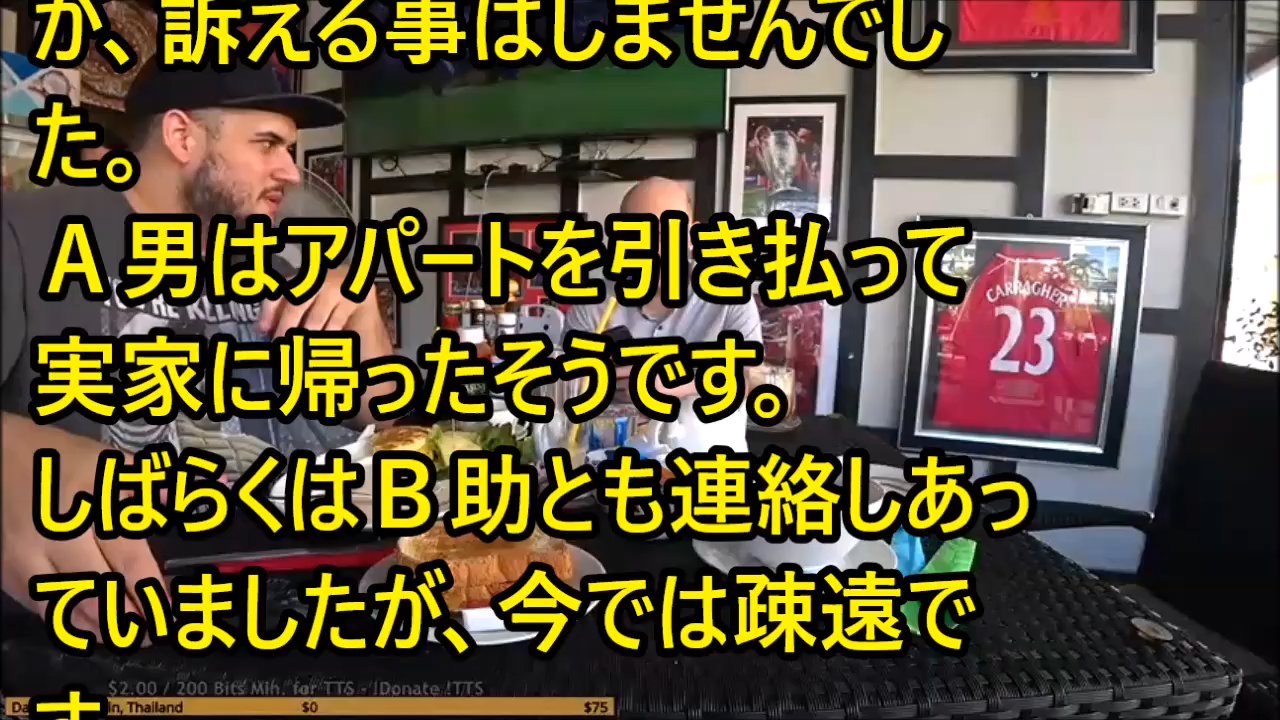 が、訴える事はしませんでし
た。
Ａ男はアパートを引き払って
実家に帰ったそうです。
しばらくはＢ助とも連絡しあっ
ていましたが、今では疎遠で
す
CARRAGHER
23
$2.00 / 200 Bits Min. for TTS - !Donate !TTS
In, Thailand
$0
$75